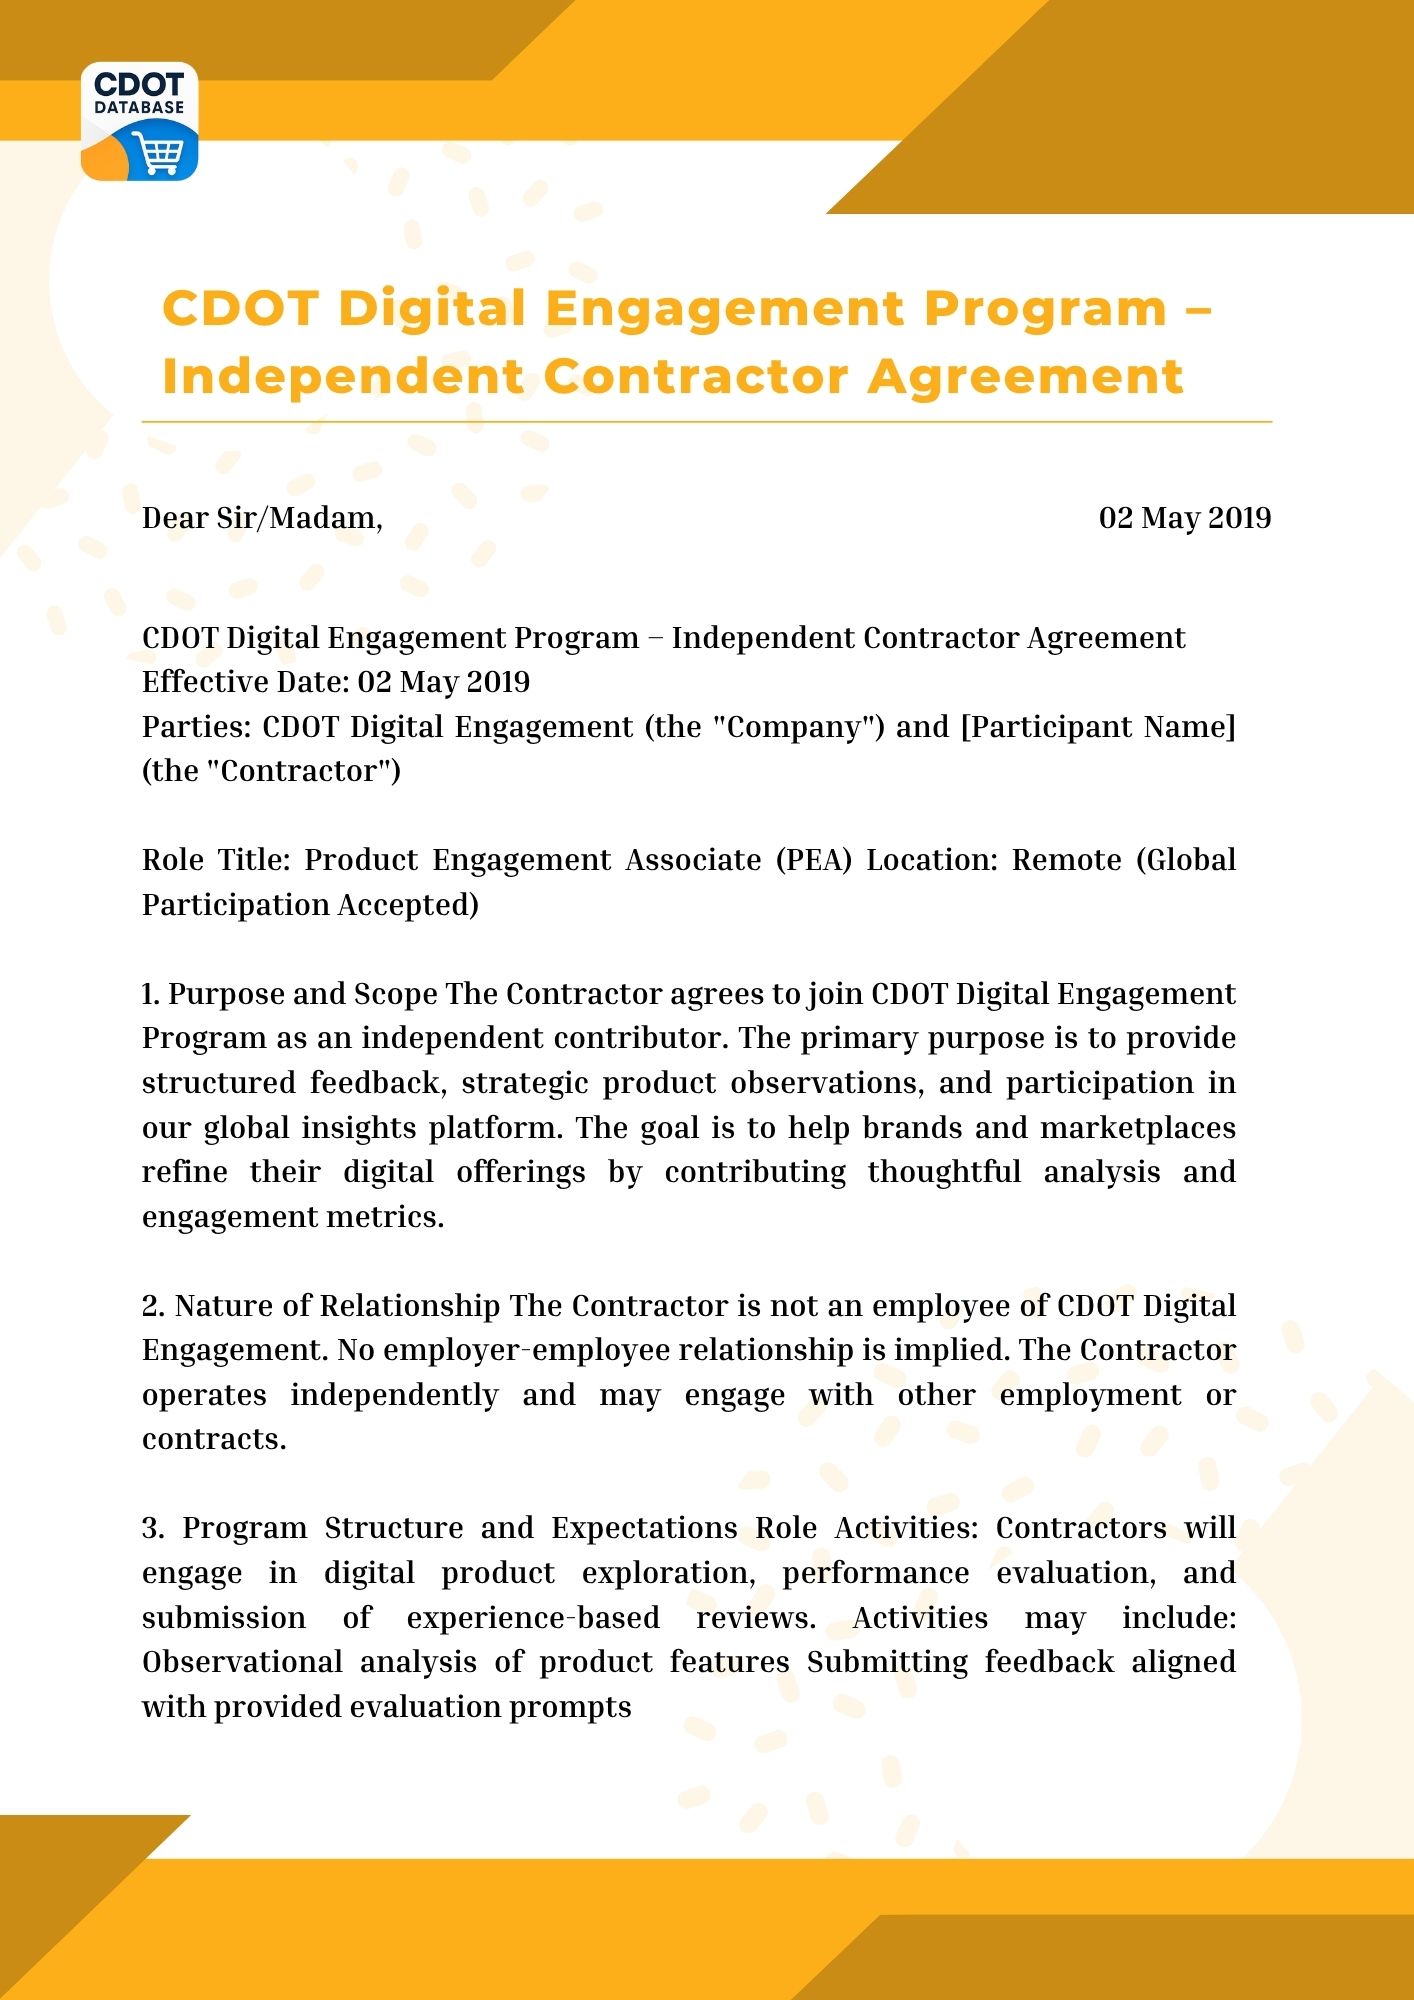 CDOT
DATABASE
CDOT Digital Engagement Program –
Independent Contractor Agreement
Dear Sir/Madam,
02 May 2019
CDOT Digital Engagement Program – Independent Contractor Agreement
Effective Date: 02 May 2019
Parties: CDOT Digital Engagement (the "Company") and [Participant Name]
(the "Contractor")
Role Title: Product Engagement Associate (PEA) Location: Remote (Global
Participation Accepted)
1. Purpose and Scope The Contractor agrees to join CDOT Digital Engagement
Program as an independent contributor. The primary purpose is to provide
structured feedback, strategic product observations, and participation in
our global insights platform. The goal is to help brands and marketplaces
refine their digital offerings by contributing thoughtful analysis and
engagement metrics.
2. Nature of Relationship The Contractor is not an employee of CDOT Digital
Engagement. No employer-employee relationship is implied. The Contractor
operates independently and may engage with other employment or
contracts.
3. Program Structure and Expectations Role Activities: Contractors will
engage in digital product exploration, performance evaluation, and
submission of experience-based reviews. Activities may include:
Observational analysis of product features Submitting feedback aligned
with provided evaluation prompts